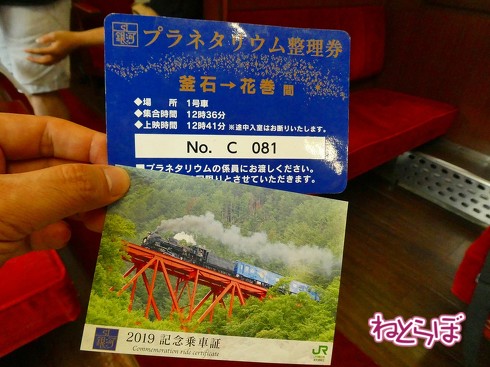 SL
銀河
プラネタリウム整理券
釜石→花巻 間
◆場 所 1号車
◆集合時間 12時36分
◆上映時間 12時41分 ※途中入室はお断りいたします。
No. C 081
プラネタリウムの係員にお渡しください。
限りとさせていただきます。
SL
銀河
2019 記念乗車証
Commemoration ride certificate
JR
ねとらぼ